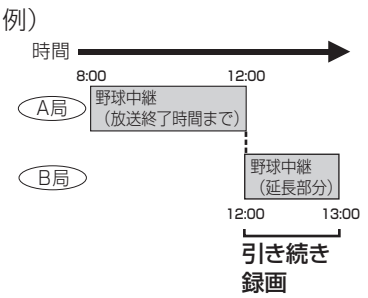 例）
時間
8:00 12:00
A局
野球中継
（放送終了時間まで）
B局
野球中継
（延長部分）
12:00 13:00
引き続き
録画